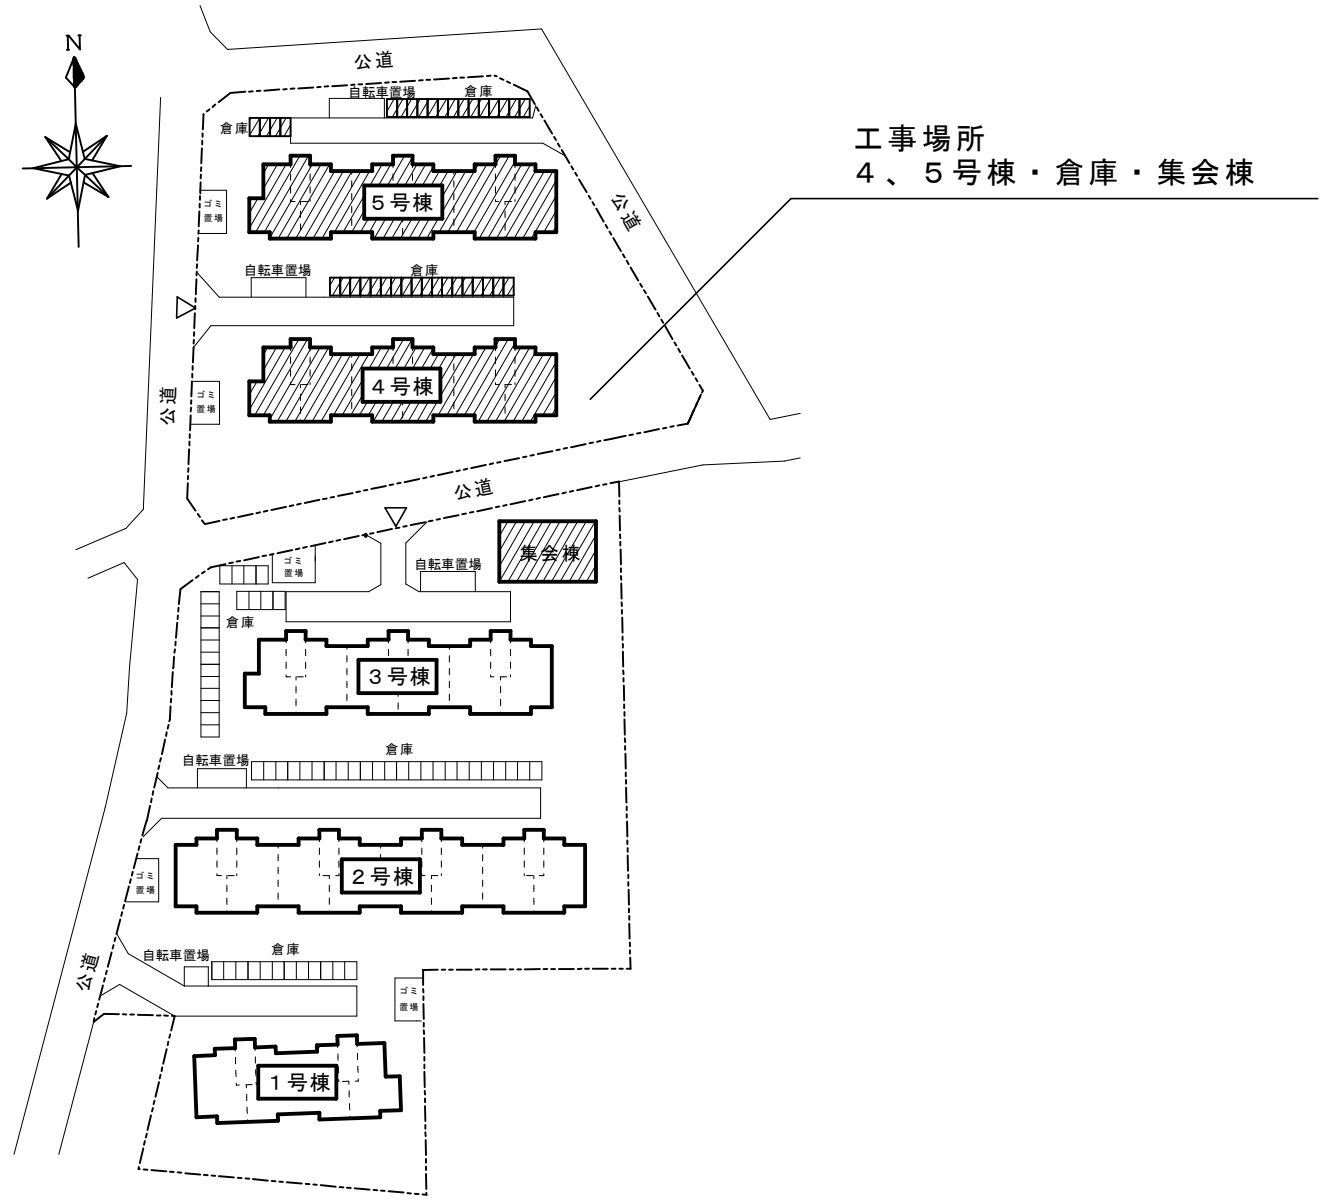 N
公道
自転車置場
倉庫
倉庫
工事場所
4、5号棟・倉庫・集会棟
5号棟
ゴミ
置場
公道
自転車置場
倉庫
4号棟
ゴミ
置場
公道
公道
集会棟
ゴミ
置場
自転車置場
倉庫
3号棟
倉庫
自転車置場
2号棟
ゴミ
置場
倉庫
自転車置場
公道
ゴミ
置場
1号棟